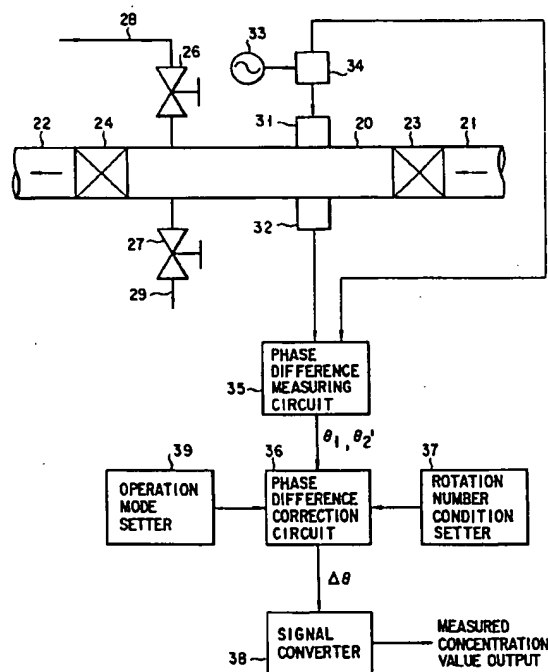 28
26
33
34
31
20
22
24
23
21
32
27
29
PHASE
DIFFERENCE
MEASURING
CIRCUIT
35
θ1, θ2'
39
36
37
OPERATION
MODE
SETTER
PHASE
DIFFERENCE
CORRECTION
CIRCUIT
ROTATION
NUMBER
CONDITION
SETTER
Δθ
SIGNAL
CONVERTER
38
MEASURED
CONCENTRATION
VALUE OUTPUT